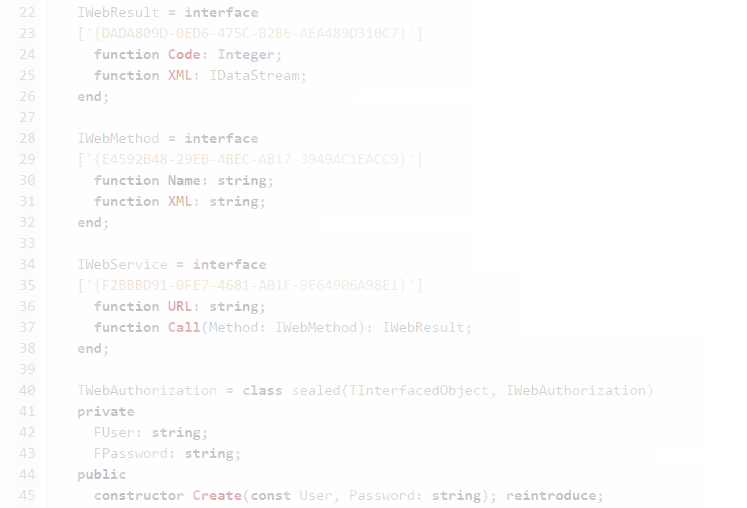 22 IWebResult = interface
23 ['{DADA809D-0ED6-475C-B2B6-AEA489D310C7}']
24 function Code: Integer;
25 function XML: IDataStream;
26 end;
27
28 IWebMethod = interface
29 ['{E4592B48-29EB-4BEC-AB17-3949AC1EACC9}']
30 function Name: string;
31 function XML: string;
32 end;
33
34 IWebService = interface
35 ['{F2BBBD91-0FE7-4681-A01E-9E64906A98E1}']
36 function URL: string;
37 function Call(Method: IWebMethod): IWebResult;
38 end;
39
40 TWebAuthorization = class sealed(TInterfacedObject, IWebAuthorization)
41 private
42 FUser: string;
43 FPassword: string;
44 public
45 constructor Create(const User, Password: string); reintroduce;